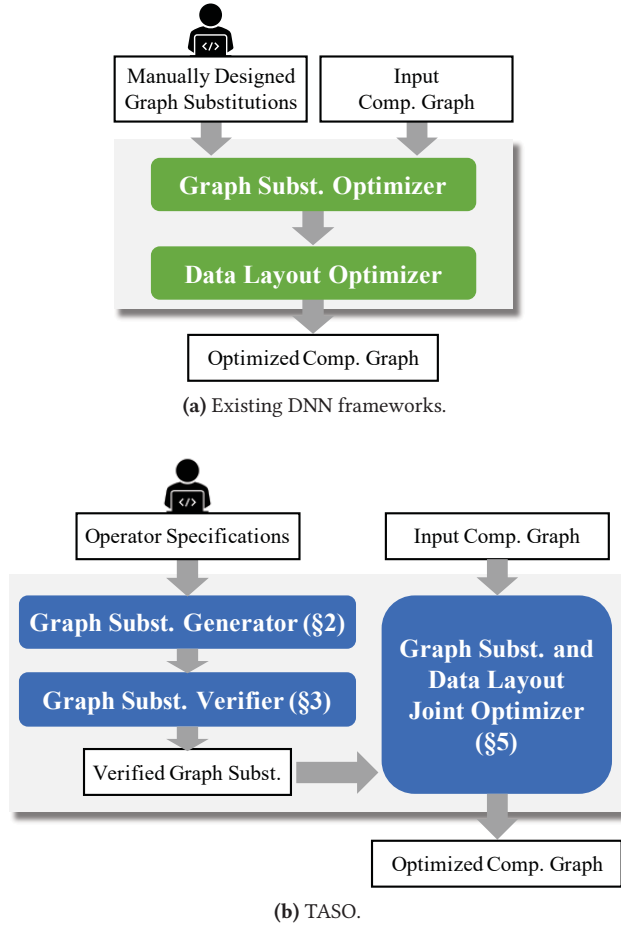 </>
Manually Designed
Graph Substitutions
Input
Comp. Graph
Graph Subst. Optimizer
Data Layout Optimizer
Optimized Comp. Graph
(a) Existing DNN frameworks.
</>
Operator Specifications
Input Comp. Graph
Graph Subst. Generator (§2)
Graph Subst. Verifier (§3)
Verified Graph Subst.
Graph Subst. and
Data Layout
Joint Optimizer
(§5)
Optimized Comp. Graph
(b) TASO.